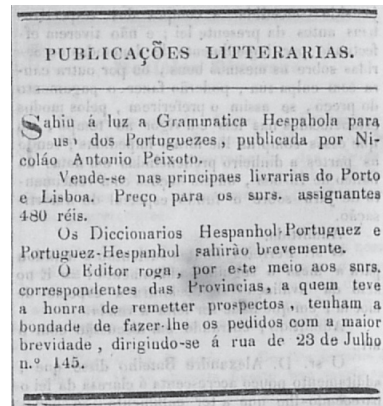 PUBLICAÇÕES LITTERARIAS.
Sahiu á luz a Grammatica Hespahola para
uso dos Portuguezes, publicada por Ni-
coláo Antonio Peixoto.
Vende-se nas principaes livrarias do Porto
e Lisboa. Preço para os snrs. assignantes
480 réis.
Os Diccionarios Hespanhol-Portuguez e
Portuguez-Hespanhol sahirão brevemente.
O Editor roga, por este meio aos snrs.
correspondentes das Provincias, a quem teve
a honra de remetter prospectos, tenham a
bondade de fazer-lhe os pedidos com a maior
brevidade, dirigindo-se á rua de 23 de Julho
n.º 145.